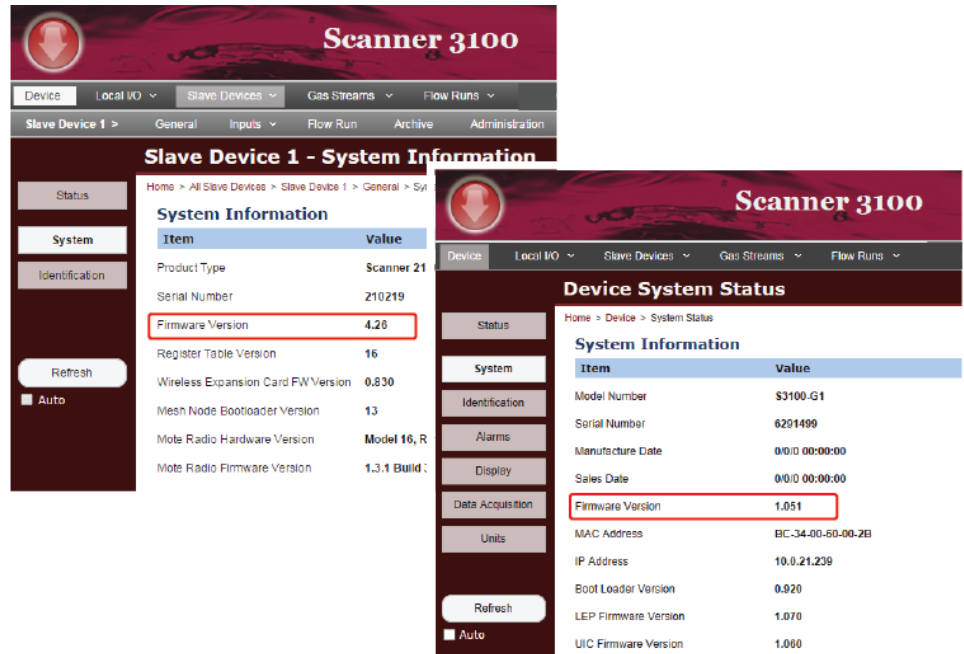 Scanner 3100
Device Local I/O Slave Devices Gas Streams Flow Runs
Slave Device 1 > General Inputs Flow Run Archive Administration
Slave Device 1 - System Information
Home > All Slave Devices > Slave Device 1 > General >
Status
System
Identification
Refresh
Auto
System Information
Item Value
Product Type Scanner 21
Serial Number 210219
Firmware Version 4.26
Register Table Version 16
Wireless Expansion Card FW Version 0.830
Mesh Node Bootloader Version 13
Mote Radio Hardware Version Model 16, R
Mote Radio Firmware Version 1.3.1 Build
Scanner 3100
Device Local I/O Slave Devices Gas Streams Flow Runs
Device System Status
Home > Device > System Status
Status
System
Identification
Alarms
Display
Data Acquisition
Units
Refresh
Auto
System Information
Item Value
Model Number S3100-G1
Serial Number 6291499
Manufacture Date 0/0/0 00:00:00
Sales Date 0/0/0 00:00:00
Firmware Version 1.051
MAC Address BC-34-00-60-00-2B
IP Address 10.0.21.239
Boot Loader Version 0.920
LEP Firmware Version 1.070
UIC Firmware Version 1.060